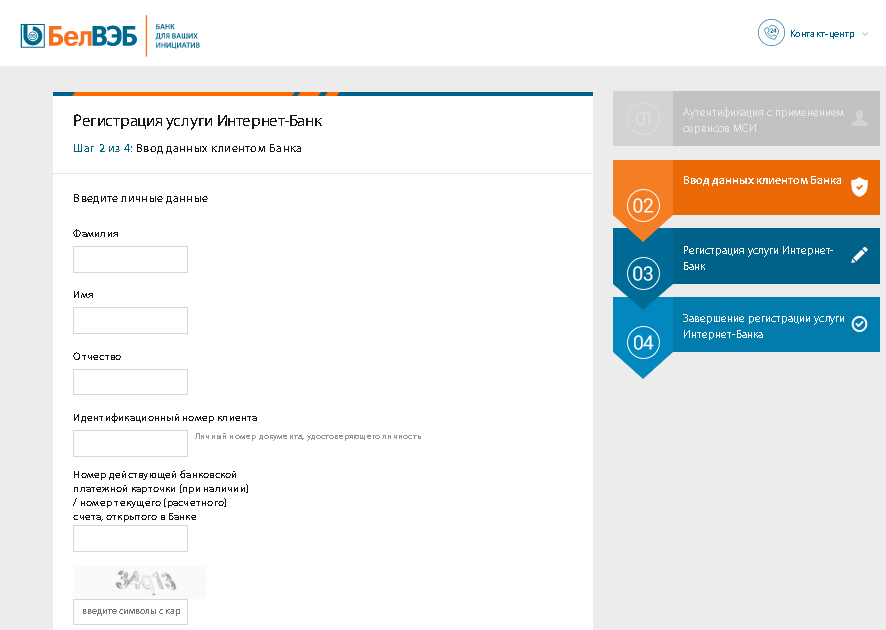 БелВЭБ
БАНК
ДЛЯ ВАШИХ
ИНИЦИАТИВ
24
Контакт-центр
Регистрация услуги Интернет-Банк
Шаг 2 из 4: Ввод данных клиентом Банка
Введите личные данные
Фамилия
Имя
Отчество
Идентификационный номер клиента
Личный номер документа, удостоверяющего личность
Номер действующей банковской
платежной карточки (при наличии)
/ номер текущего (расчетного)
счета, открытого в Банке
34q13
введите символы с кар
01
Аутентификация с применением
сервисов МСИ
02
Ввод данных клиентом Банка
03
Регистрация услуги Интернет-
Банк
04
Завершение регистрации услуги
Интернет-Банка